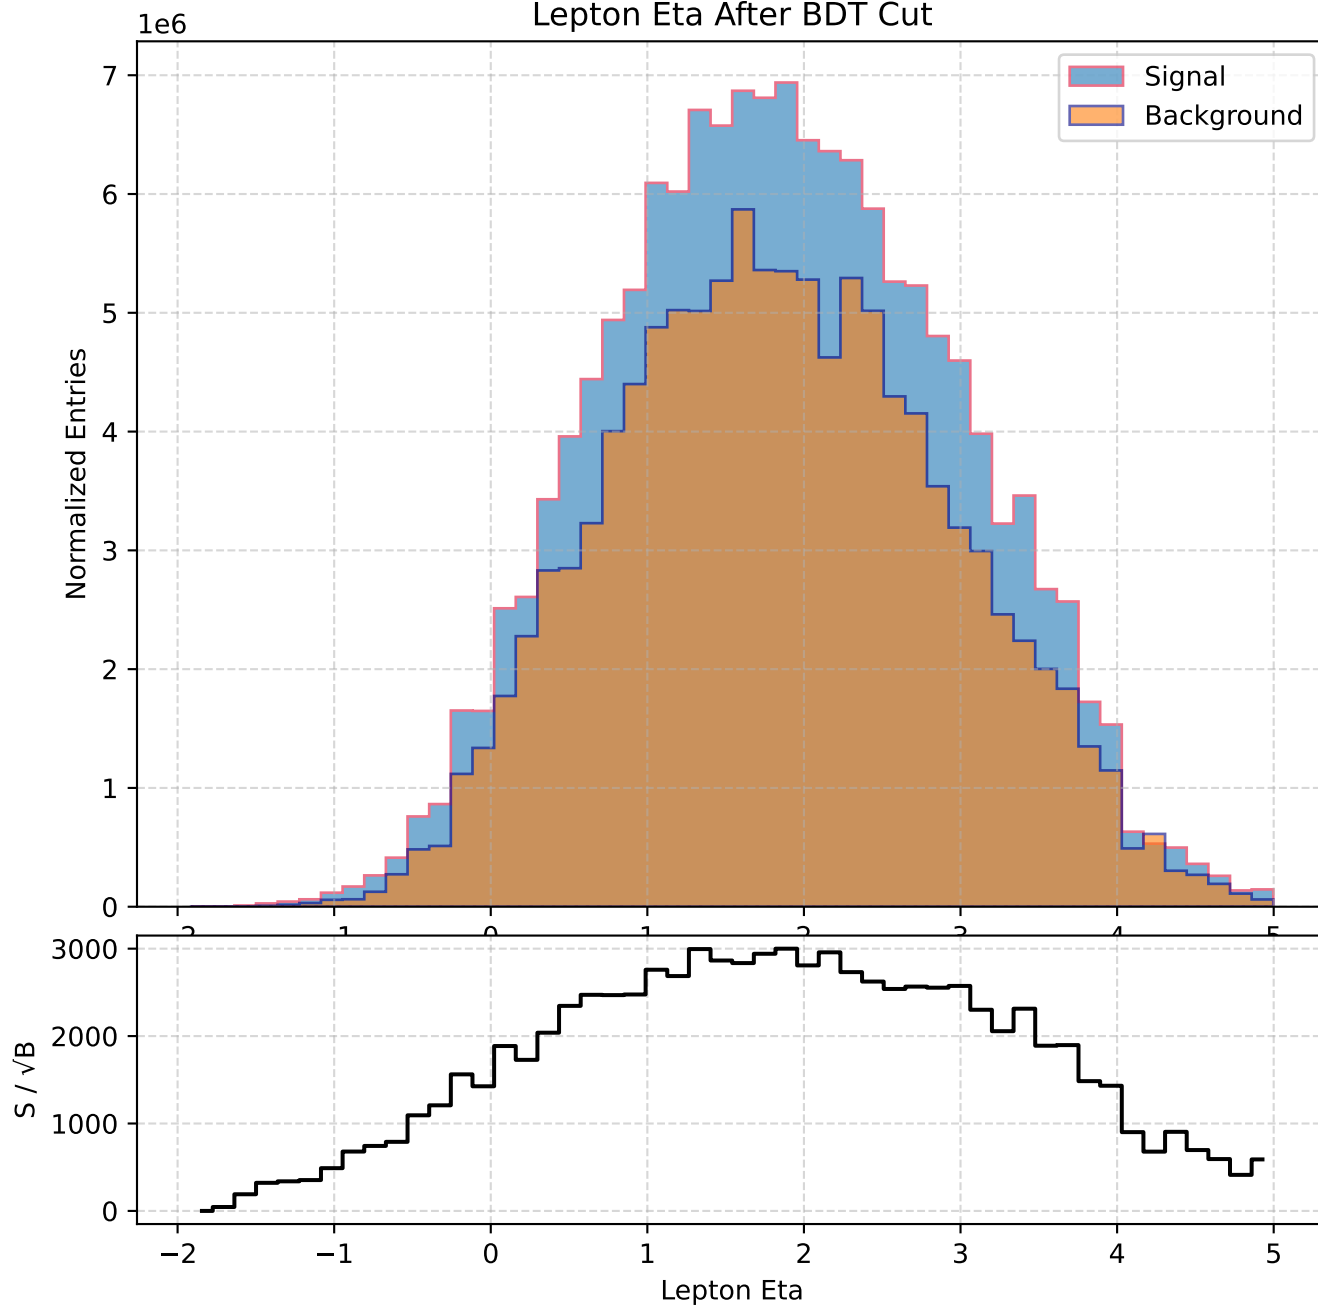 Lepton Eta After BDT Cut
1e6
Signal
Background
Normalized Entries
7
6
5
4
3
2
1
0
−2 −1 0 1 2 3 4 5
S / √B
3000
2000
1000
0
−2 −1 0 1 2 3 4 5
Lepton Eta